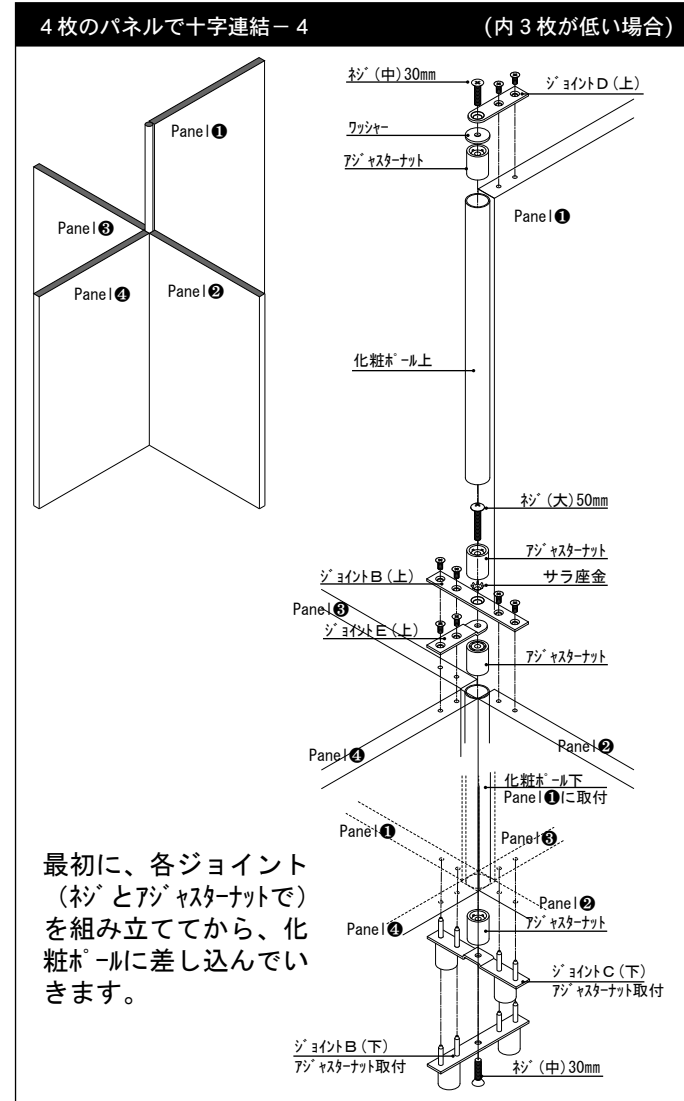 ４枚のパネルで十字連結－４ (内３枚が低い場合)
Panel❶
Panel❸
Panel❹
Panel❷
ﾈｼﾞ(中)30mm
ｼﾞｮｲﾝﾄＤ(上)
ﾜｯｼｬｰ
ｱｼﾞｬｽﾀｰﾅｯﾄ
Panel❶
化粧ﾎﾟｰﾙ上
ﾈｼﾞ(大)50mm
ｱｼﾞｬｽﾀｰﾅｯﾄ
ｼﾞｮｲﾝﾄＢ(上)
サラ座金
Panel❸
ｼﾞｮｲﾝﾄＥ(上)
ｱｼﾞｬｽﾀｰﾅｯﾄ
Panel❹
Panel❷
化粧ﾎﾟｰﾙ下
Panel❶に取付
Panel❶
Panel❸
Panel❷
Panel❹
ｱｼﾞｬｽﾀｰﾅｯﾄ
ｼﾞｮｲﾝﾄＣ(下)
ｱｼﾞｬｽﾀｰﾅｯﾄ取付
ｼﾞｮｲﾝﾄＢ(下)
ｱｼﾞｬｽﾀｰﾅｯﾄ取付
ﾈｼﾞ(中)30mm
最初に、各ジョイント
（ﾈｼﾞとｱｼﾞｬｽﾀｰﾅｯﾄで）
を組み立ててから、化
粧ﾎﾟｰﾙに差し込んでい
きます。